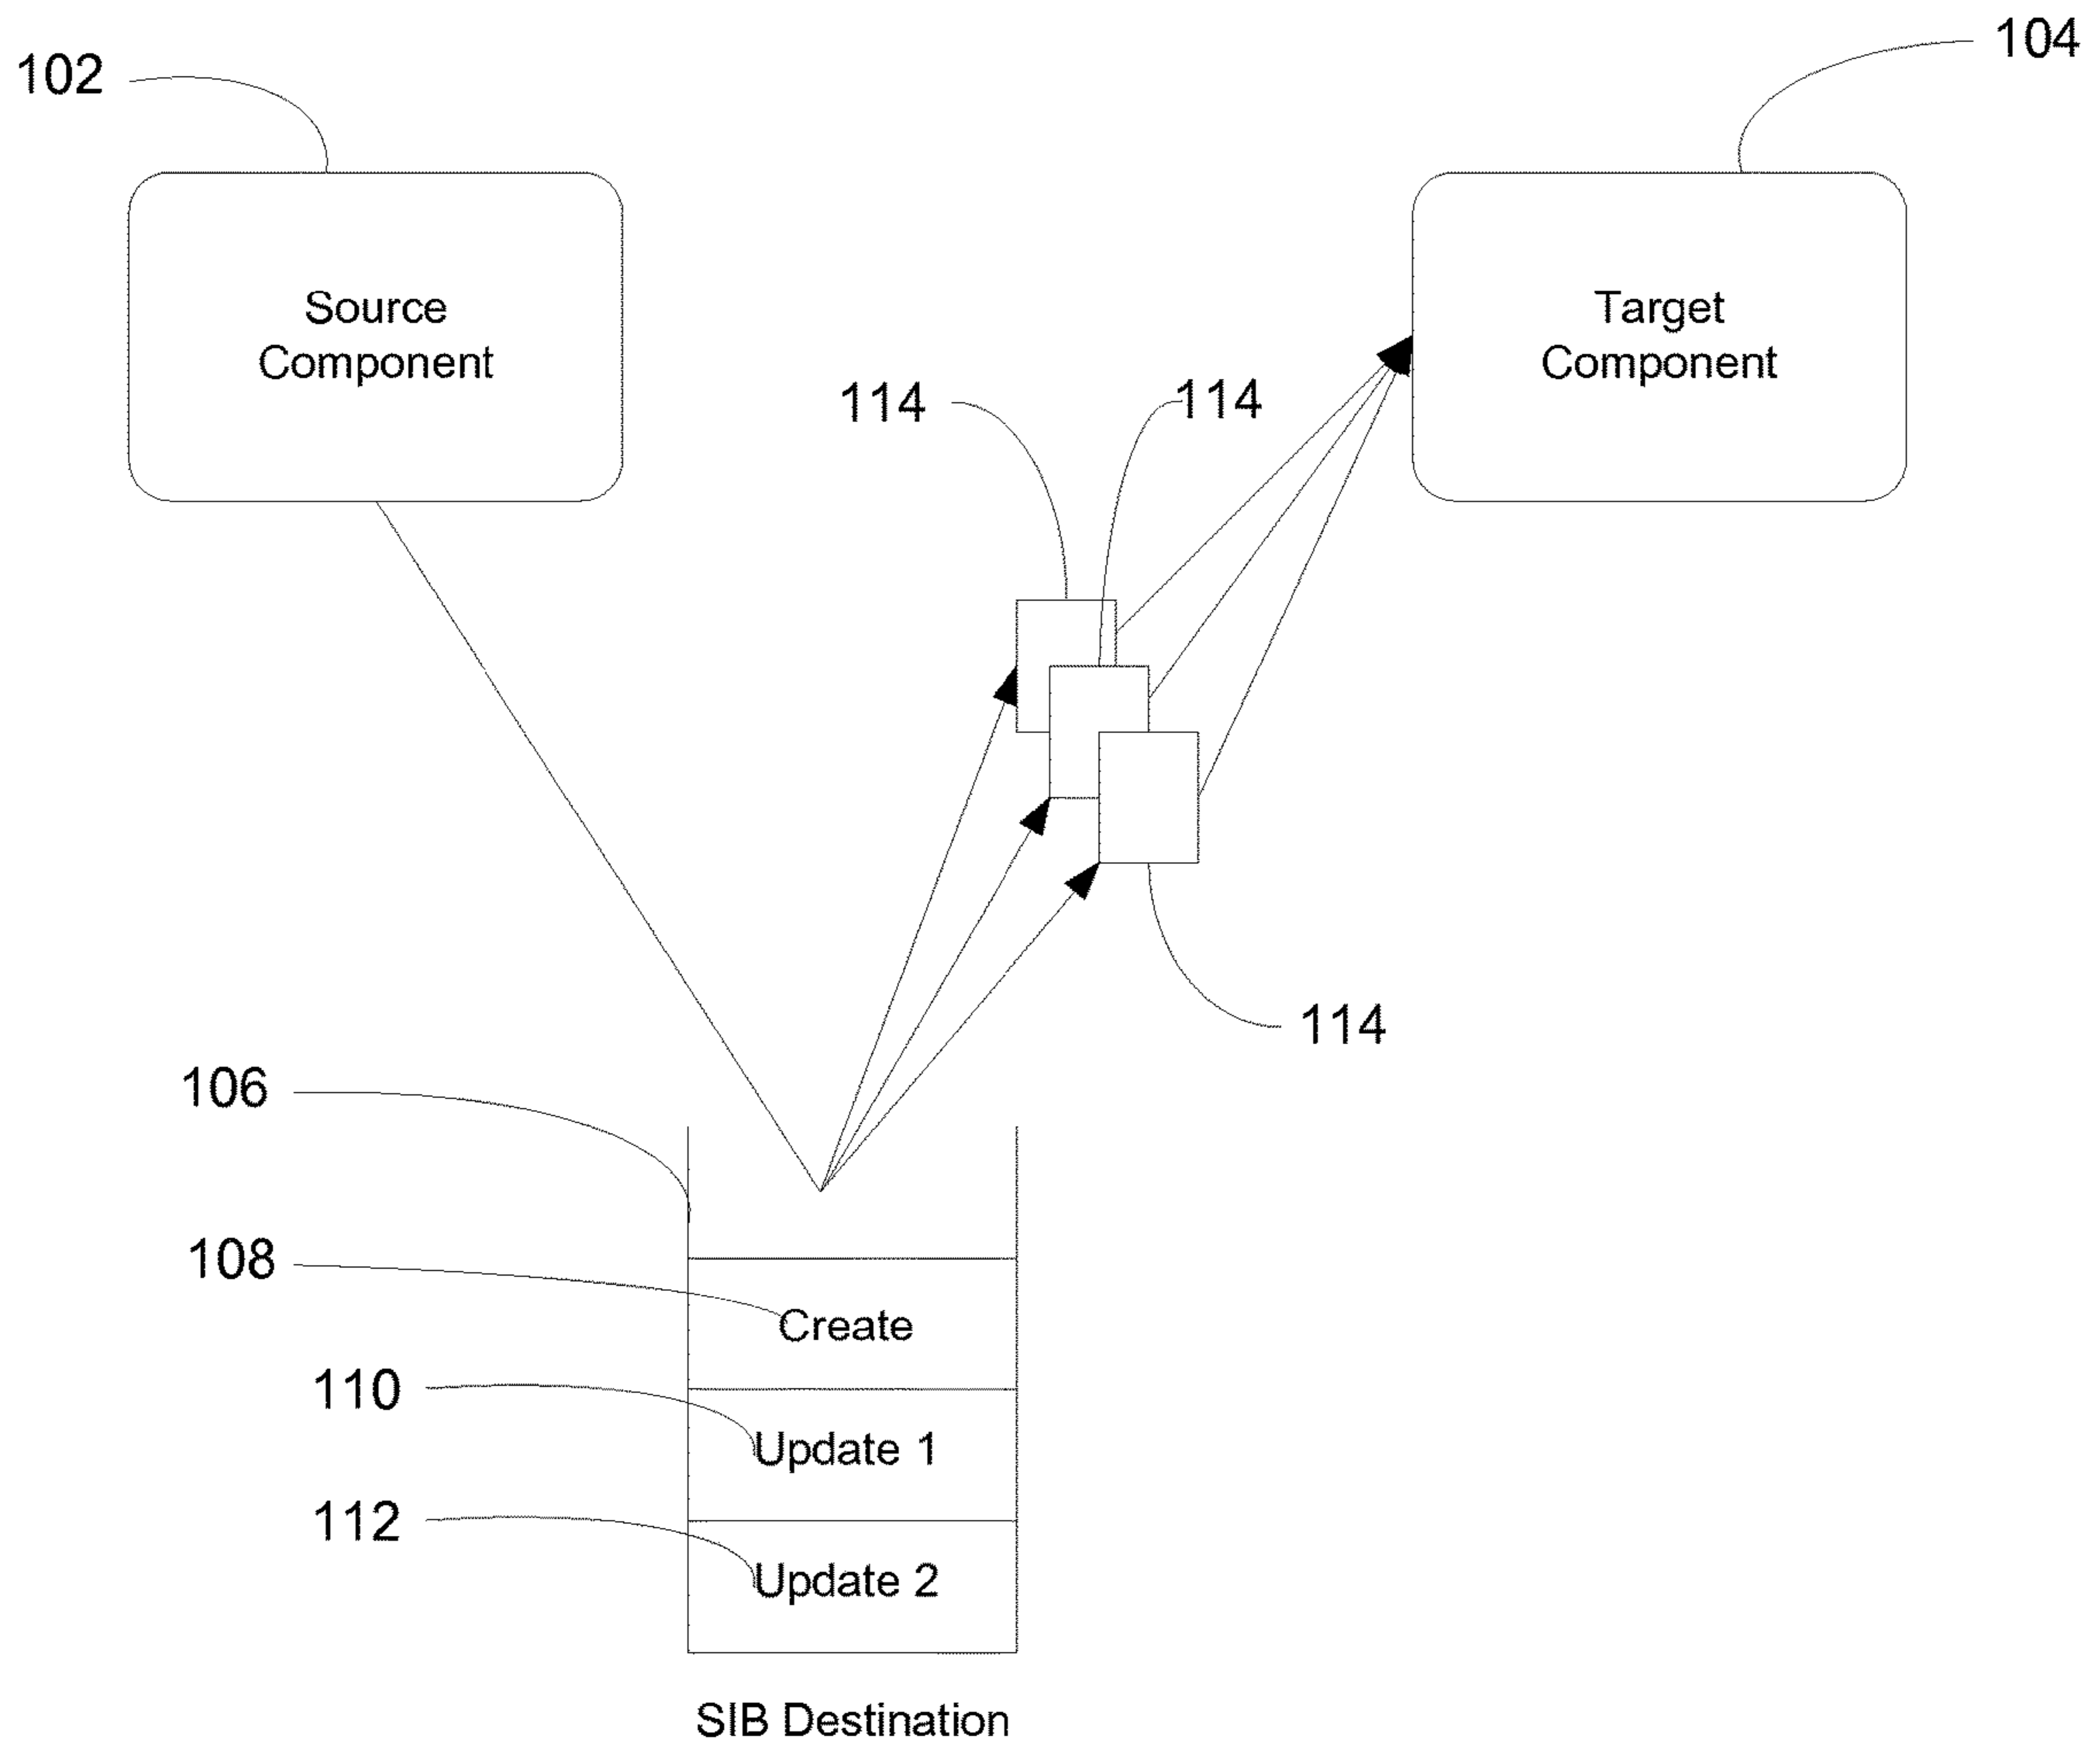 104
102
Source
Component
Target
Component
114
114
114
106
108
Create
110
Update 1
112
Update 2
SIB Destination